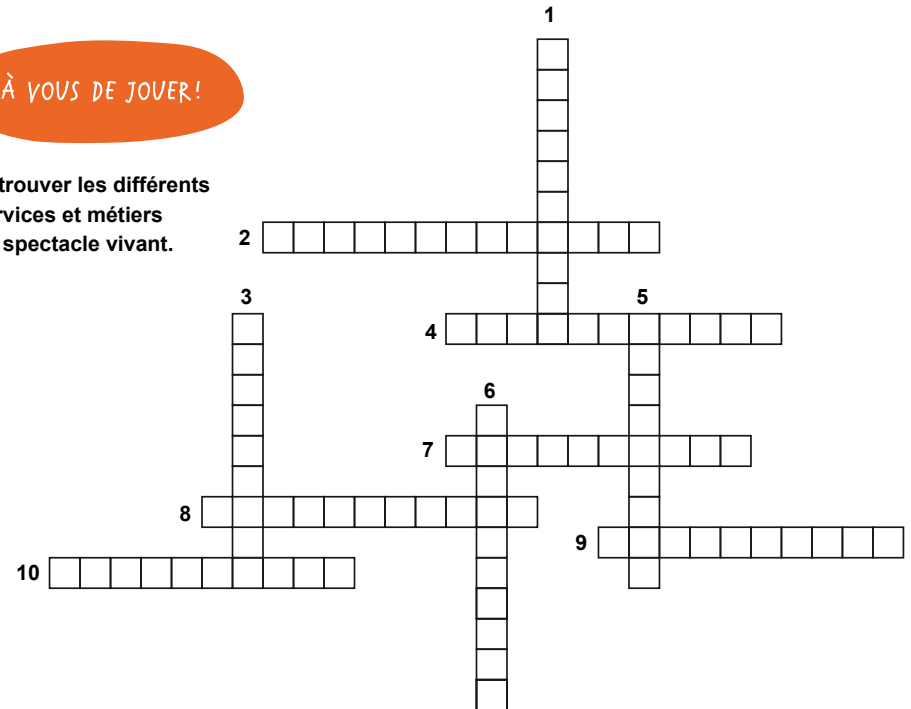 À VOUS DE JOUER!
trouver les différents
rvices et métiers
spectacle vivant.
1
2
3
5
4
6
7
8
9
10